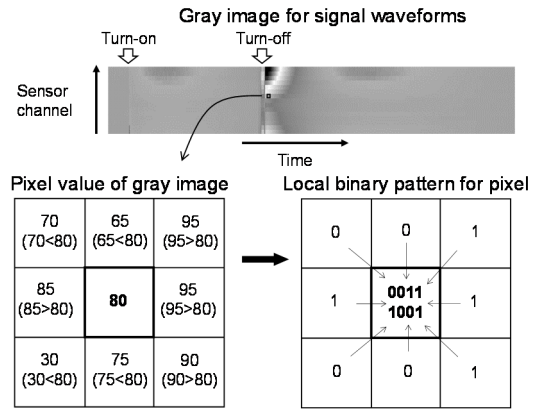 Gray image for signal waveforms
Turn-on Turn-off
Sensor
channel
Time
Pixel value of gray image
70 65 95
(70<80) (65<80) (95>80)
85 80 95
(85>80) (95>80)
30 75 90
(30<80) (75<80) (90>80)
Local binary pattern for pixel
0 0 1
1 0011 1
1001
0 0 1